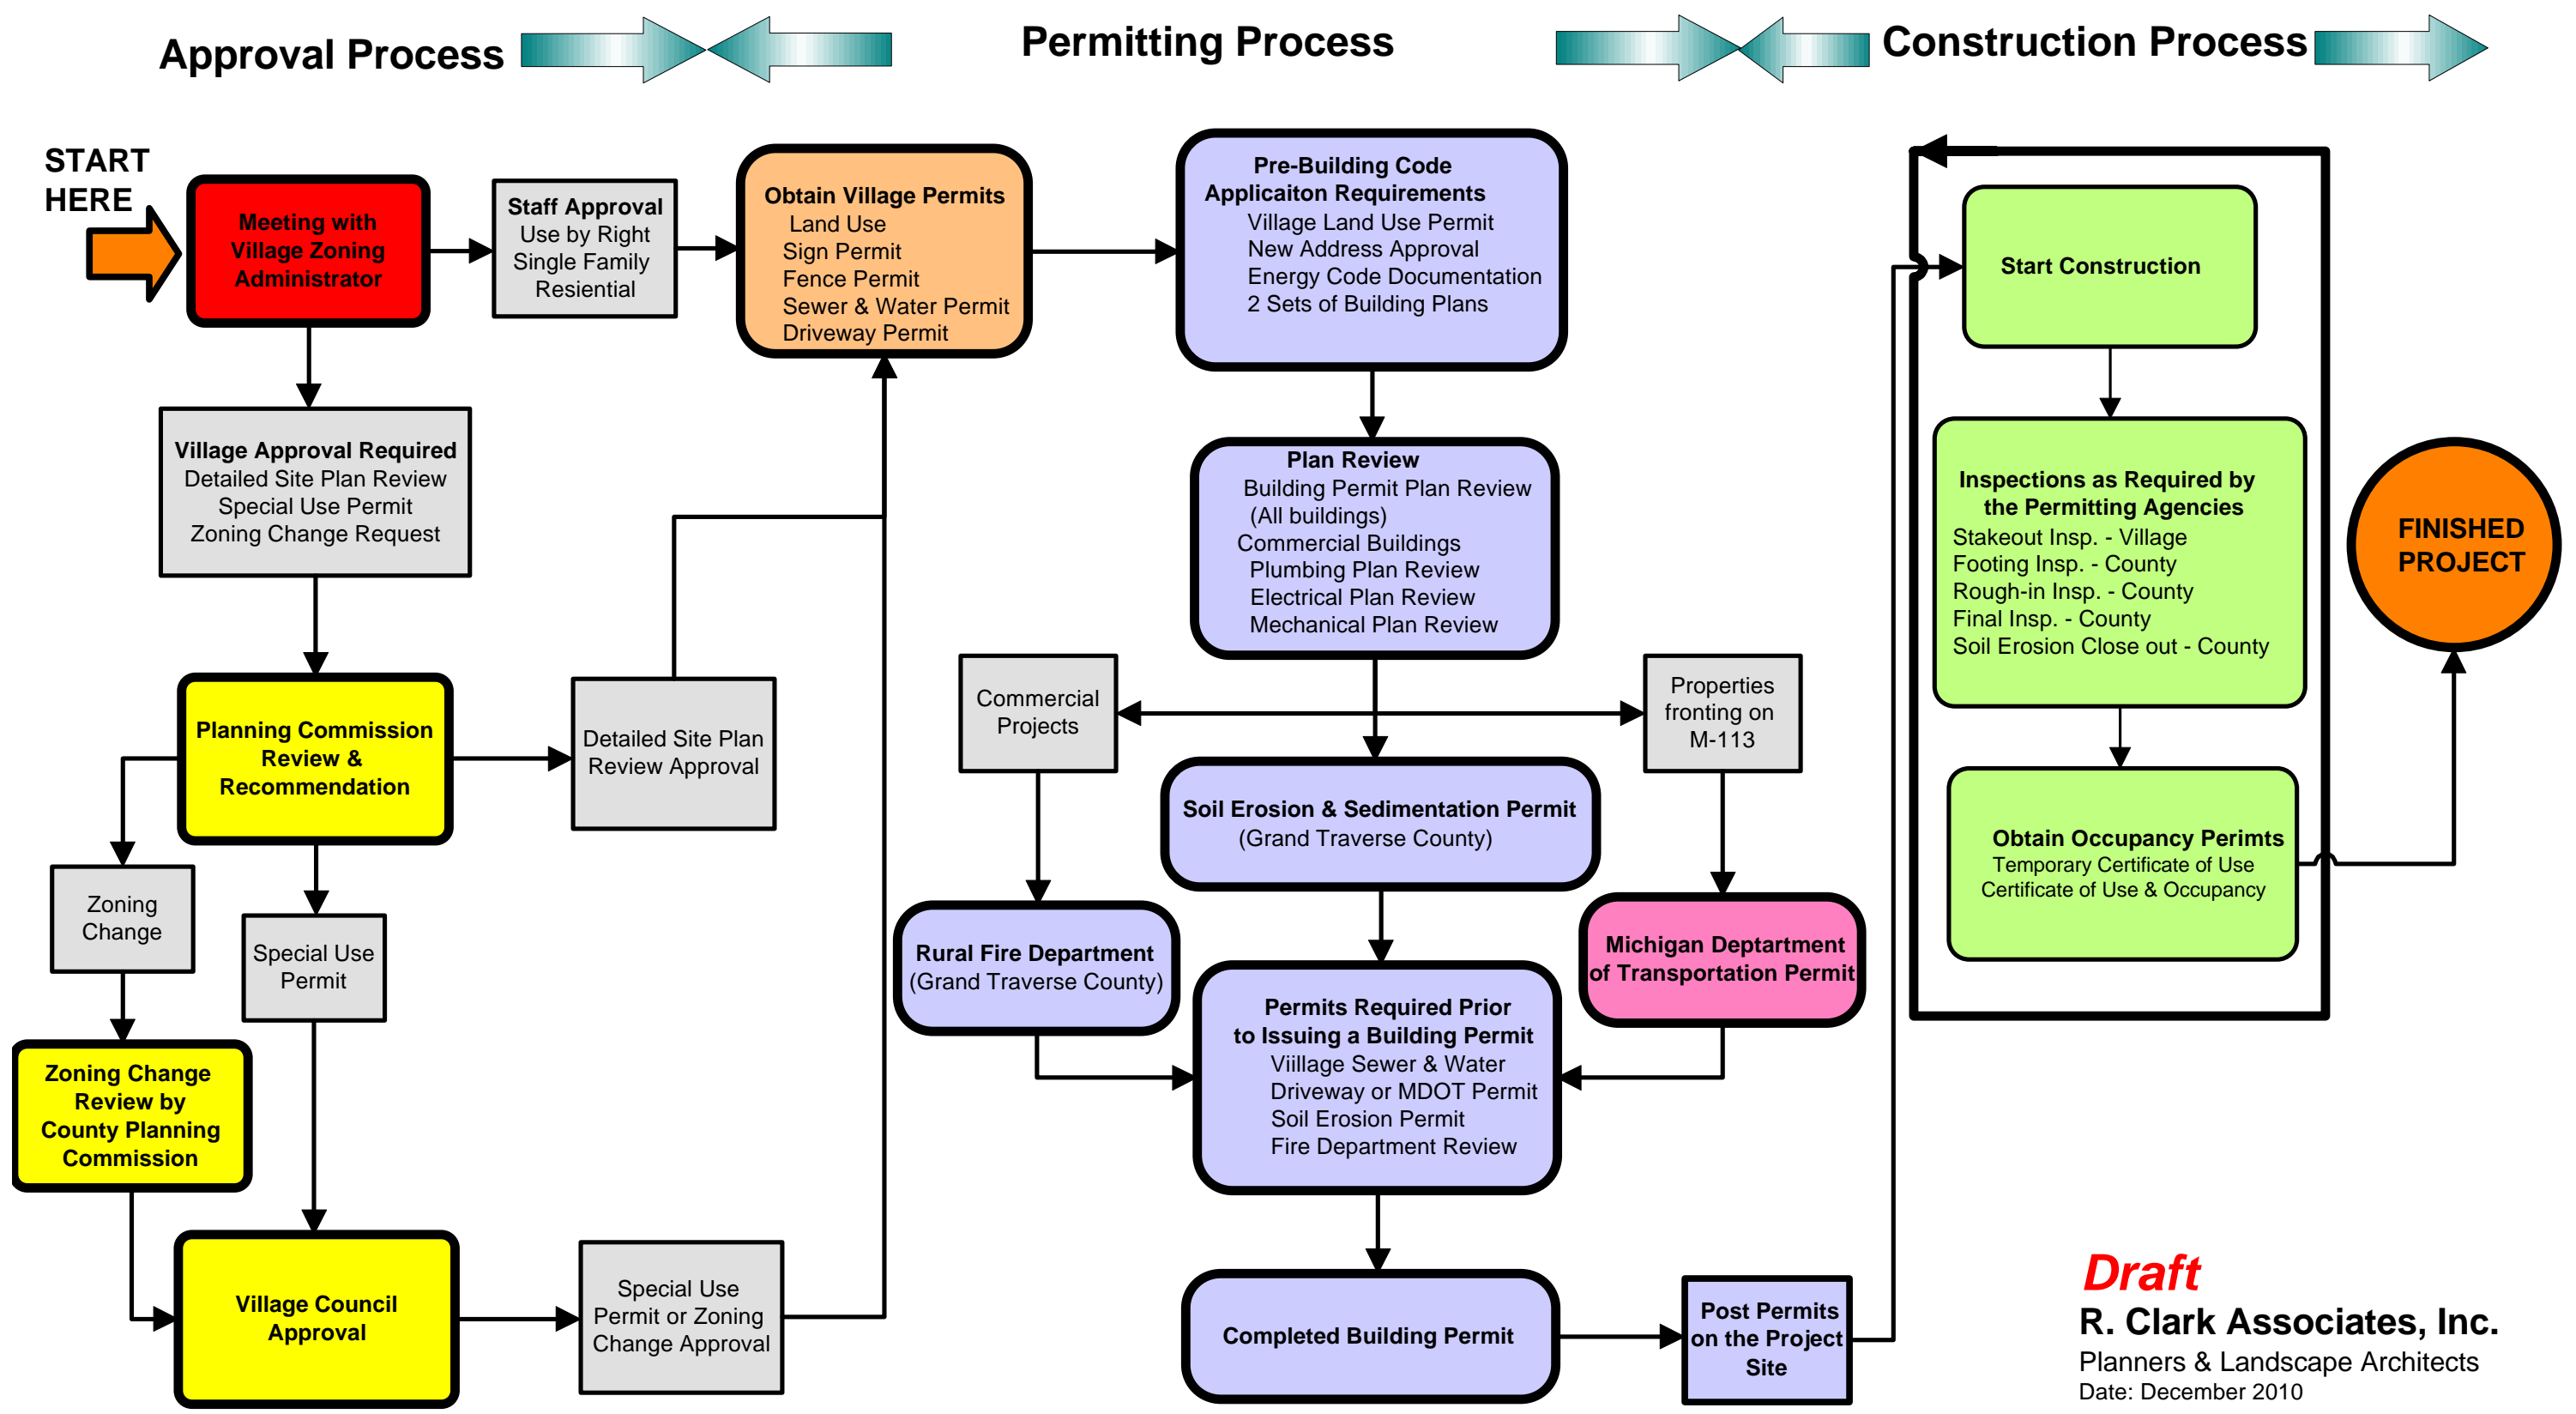 Approval Process
Permitting Process
Construction Process
START
HERE
Meeting with
Village Zoning
Administrator
Staff Approval
Use by Right
Single Family
Resiential
Obtain Village Permits
Land Use
Sign Permit
Fence Permit
Sewer & Water Permit
Driveway Permit
Village Approval Required
Detailed Site Plan Review
Special Use Permit
Zoning Change Request
Planning Commission
Review &
Recommendation
Detailed Site Plan
Review Approval
Zoning
Change
Special Use
Permit
Zoning Change
Review by
County Planning
Commission
Village Council
Approval
Special Use
Permit or Zoning
Change Approval
Pre-Building Code
Applicaiton Requirements
Village Land Use Permit
New Address Approval
Energy Code Documentation
2 Sets of Building Plans
Plan Review
Building Permit Plan Review
(All buildings)
Commercial Buildings
Plumbing Plan Review
Electrical Plan Review
Mechanical Plan Review
Commercial
Projects
Properties
fronting on
M-113
Soil Erosion & Sedimentation Permit
(Grand Traverse County)
Rural Fire Department
(Grand Traverse County)
Michigan Deptartment
of Transportation Permit
Permits Required Prior
to Issuing a Building Permit
Viillage Sewer & Water
Driveway or MDOT Permit
Soil Erosion Permit
Fire Department Review
Completed Building Permit
Post Permits
on the Project
Site
Start Construction
Inspections as Required by
the Permitting Agencies
Stakeout Insp. - Village
Footing Insp. - County
Rough-in Insp. - County
Final Insp. - County
Soil Erosion Close out - County
Obtain Occupancy Perimts
Temporary Certificate of Use
Certificate of Use & Occupancy
FINISHED
PROJECT
Draft
R. Clark Associates, Inc.
Planners & Landscape Architects
Date: December 2010